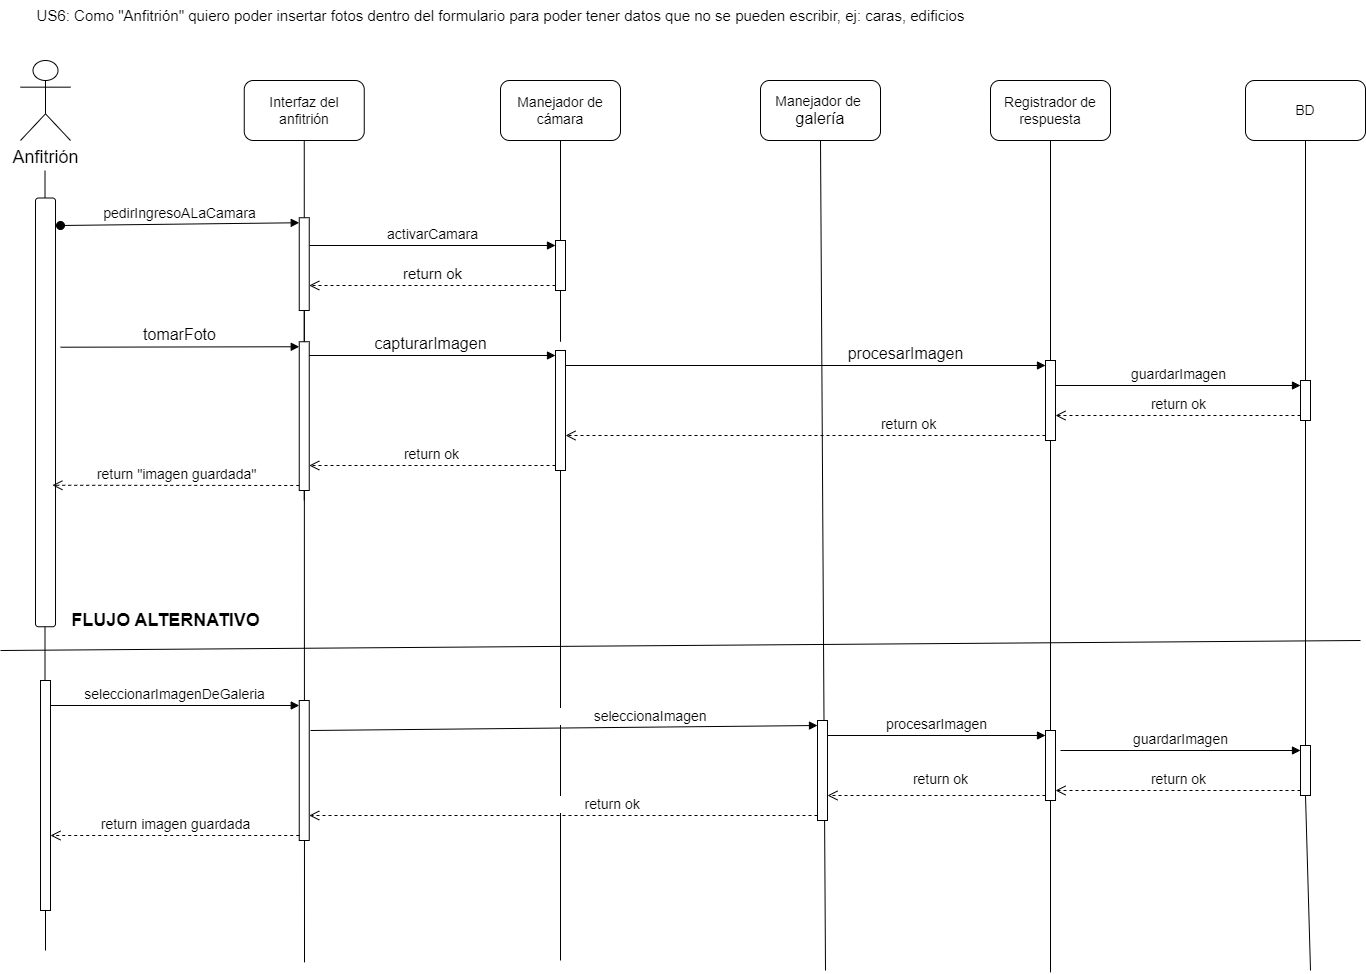 US6: Como "Anfitrión" quiero poder insertar fotos dentro del formulario para poder tener datos que no se pueden escribir, ej: caras, edificios
Anfitrión
Interfaz del
anfitrión
Manejador de
cámara
Manejador de
galería
Registrador de
respuesta
BD
pedirIngresoALaCamara
activarCamara
return ok
tomarFoto
capturarImagen
procesarImagen
guardarImagen
return ok
return ok
return ok
return "imagen guardada"
FLUJO ALTERNATIVO
seleccionarImagenDeGaleria
seleccionaImagen
procesarImagen
guardarImagen
return ok
return ok
return ok
return imagen guardada